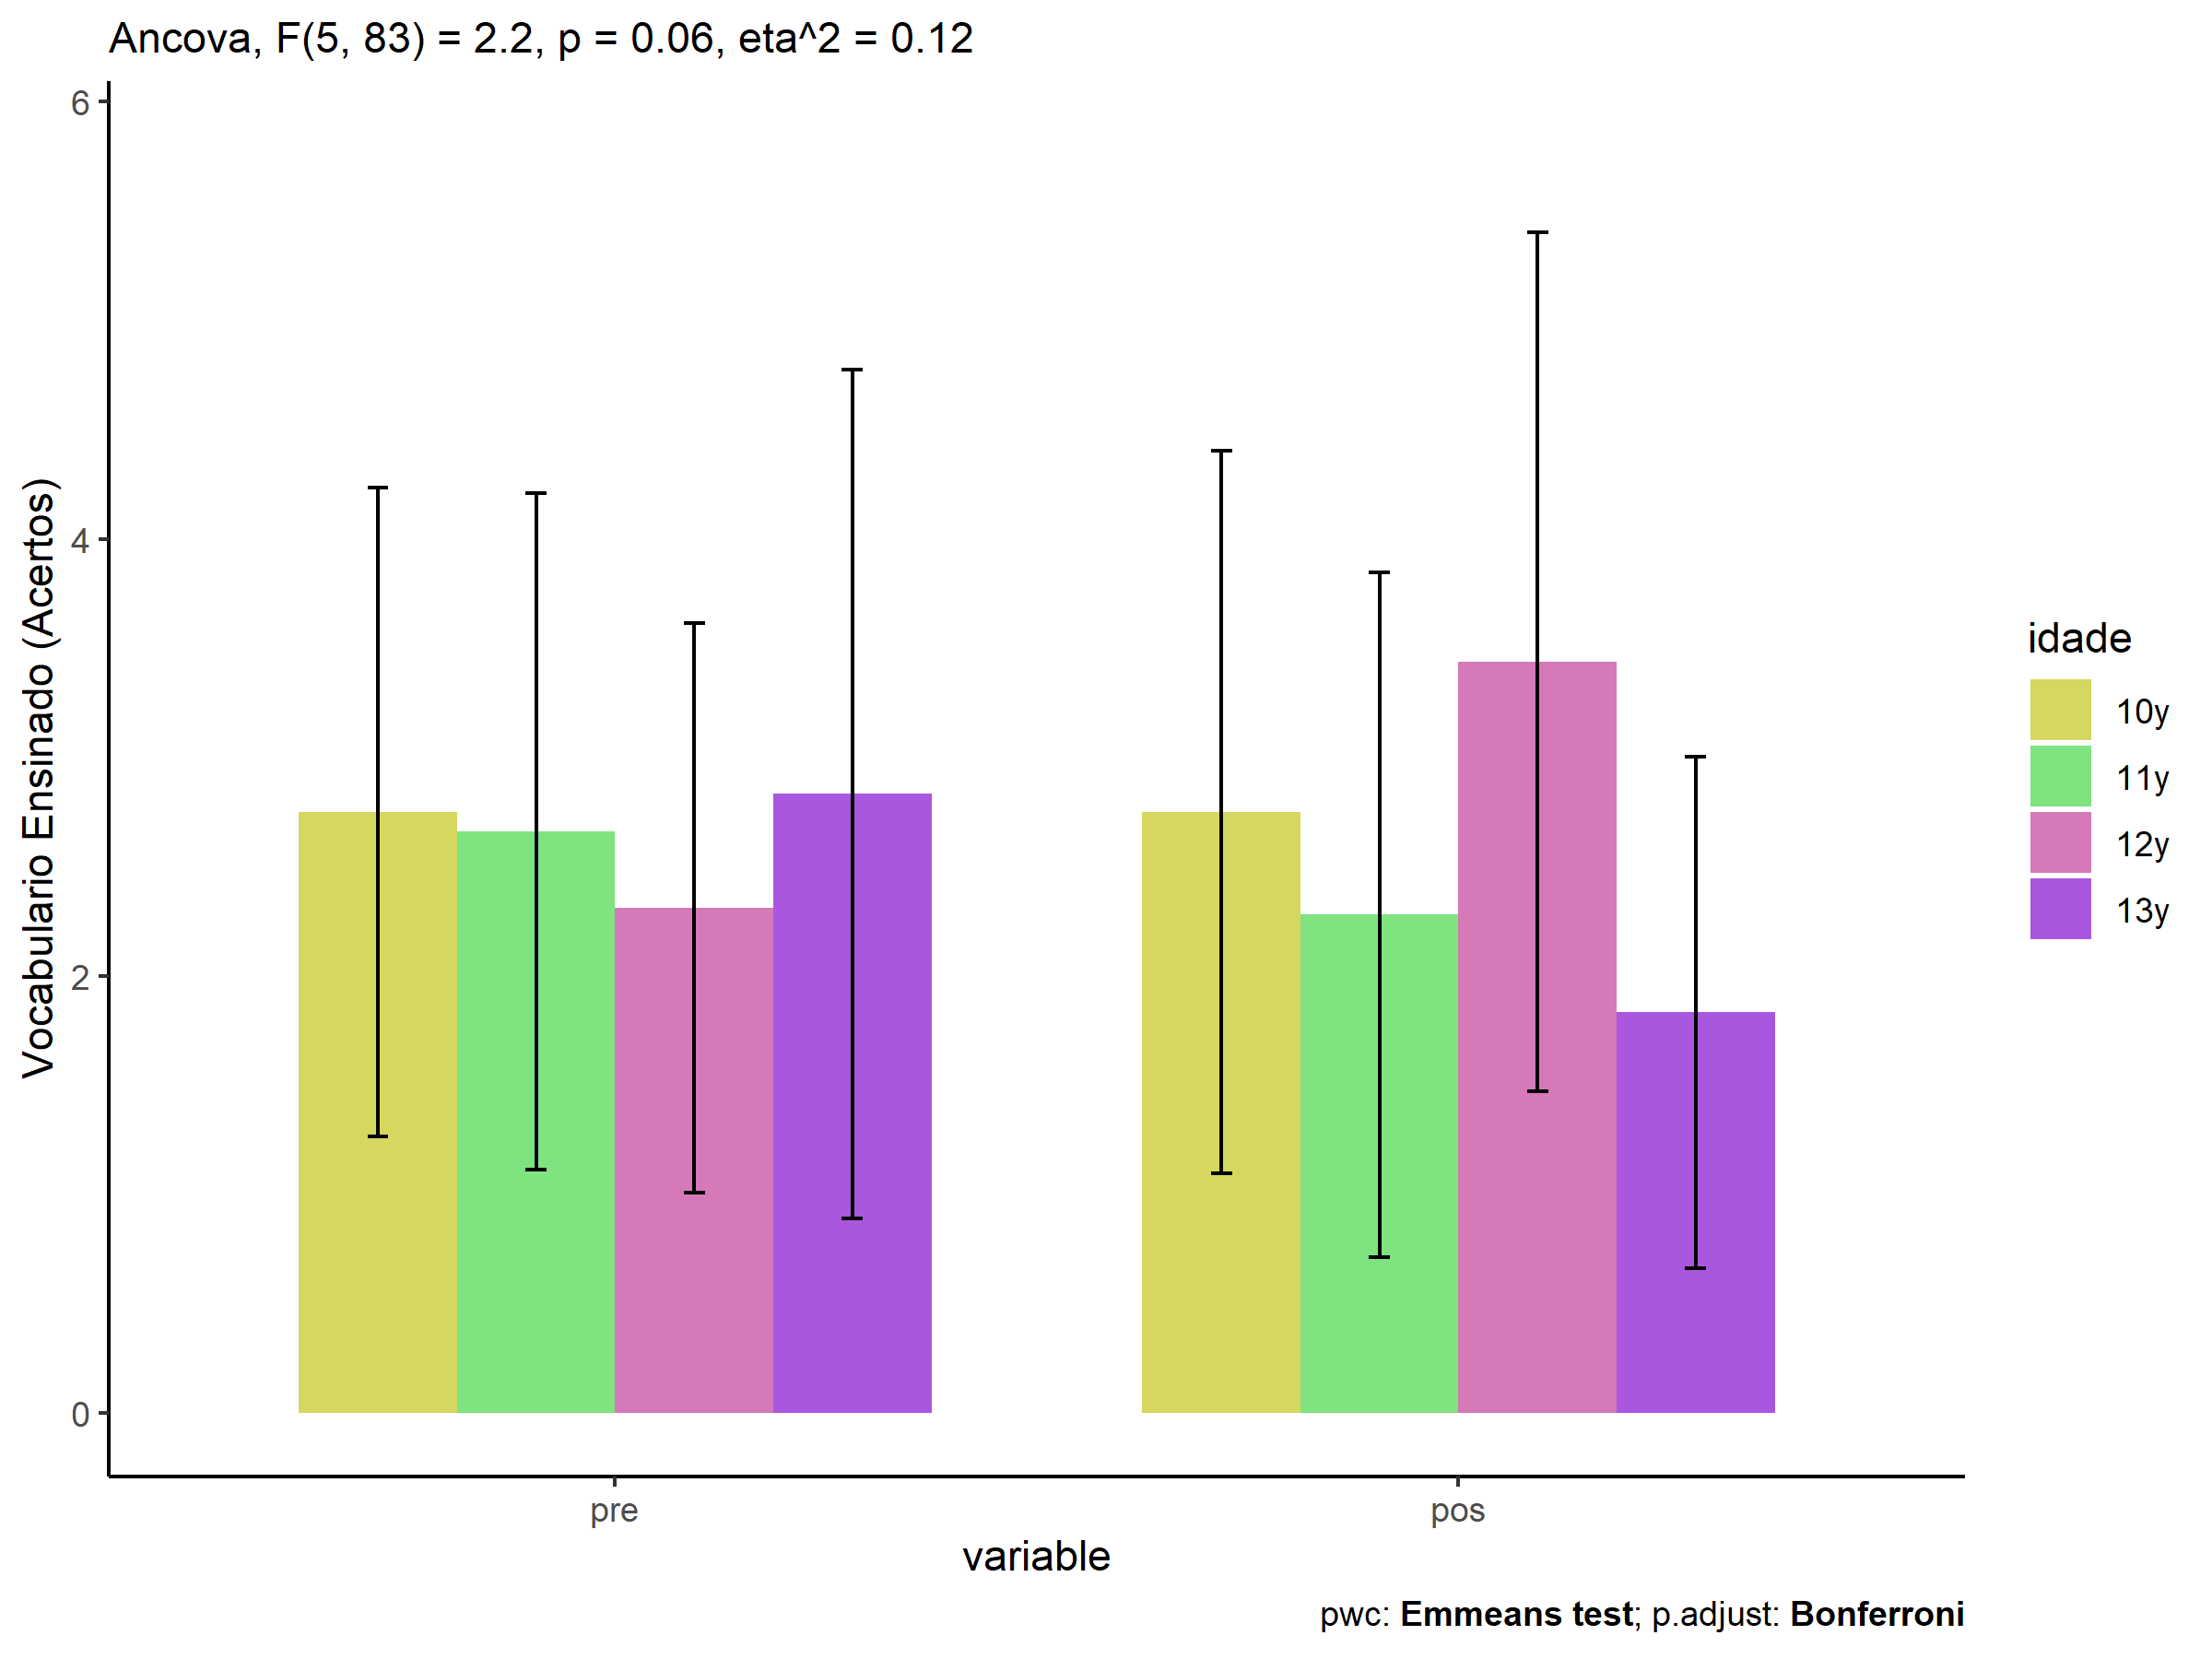 Ancova, F(5, 83) = 2.2, p = 0.06, eta^2 = 0.12
6
4
2
0
Vocabulario Ensinado (Acertos)
pre
pos
variable
idade
10y
11y
12y
13y
pwc: Emmeans test; p.adjust: Bonferroni